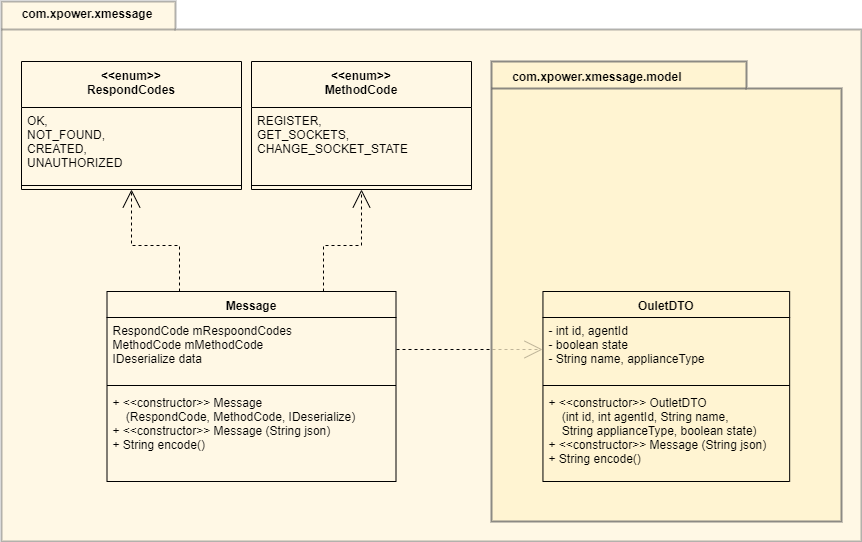 com.xpower.xmessage
<<enum>>
RespondCodes
OK,
NOT_FOUND,
CREATED,
UNAUTHORIZED
<<enum>>
MethodCode
REGISTER,
GET_SOCKETS,
CHANGE_SOCKET_STATE
com.xpower.xmessage.model
Message
RespondCode mRespoondCodes
MethodCode mMethodCode
IDeserialize data
+ <<constructor>> Message
(RespondCode, MethodCode, IDeserialize)
+ <<constructor>> Message (String json)
+ String encode()
OuletDTO
- int id, agentId
- boolean state
- String name, applianceType
+ <<constructor>> OutletDTO
(int id, int agentId, String name,
String applianceType, boolean state)
+ <<constructor>> Message (String json)
+ String encode()